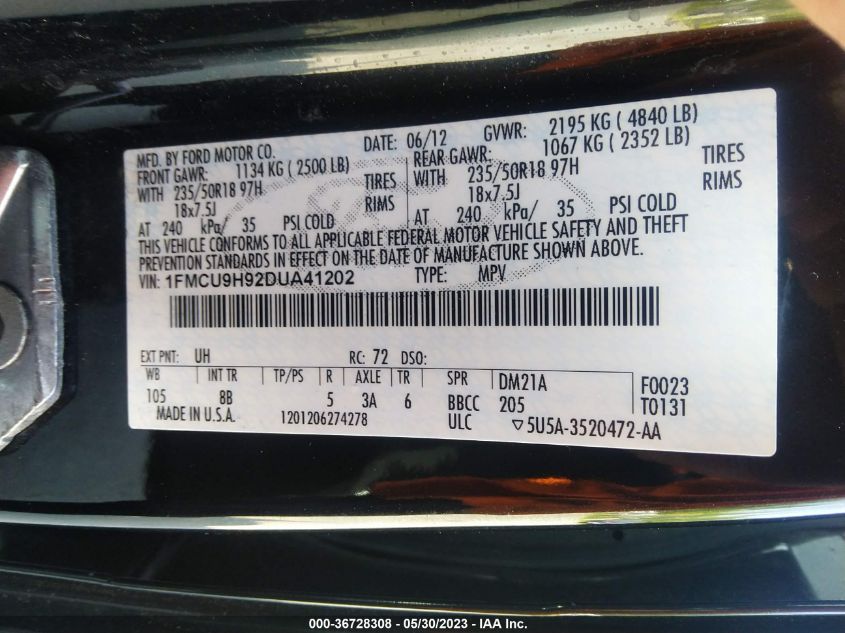 MFD. BY FORD MOTOR CO.
DATE: 06/12 GVWR: 2195 KG ( 4840 LB)
FRONT GAWR: 1134 KG ( 2500 LB) REAR GAWR: 1067 KG ( 2352 LB)
WITH 235/50R18 97H TIRES WITH 235/50R18 97H TIRES
18x7.5J RIMS 18x7.5J RIMS
AT 240 kPa/ 35 PSI COLD AT 240 kPa/ 35 PSI COLD
THIS VEHICLE CONFORMS TO ALL APPLICABLE FEDERAL MOTOR VEHICLE SAFETY AND THEFT
PREVENTION STANDARDS IN EFFECT ON THE DATE OF MANUFACTURE SHOWN ABOVE.
VIN: 1FMCU9H92DUA41202 TYPE: MPV
EXT PNT: UH RC: 72 DSO:
WB INT TR TP/PS R AXLE TR SPR DM21A F0023
105 8B 5 3A 6 BBCC 205 T0131
MADE IN U.S.A. 1201206274278 ULC ▽5U5A-3520472-AA
000-36728308 - 05/30/2023 - IAA Inc.